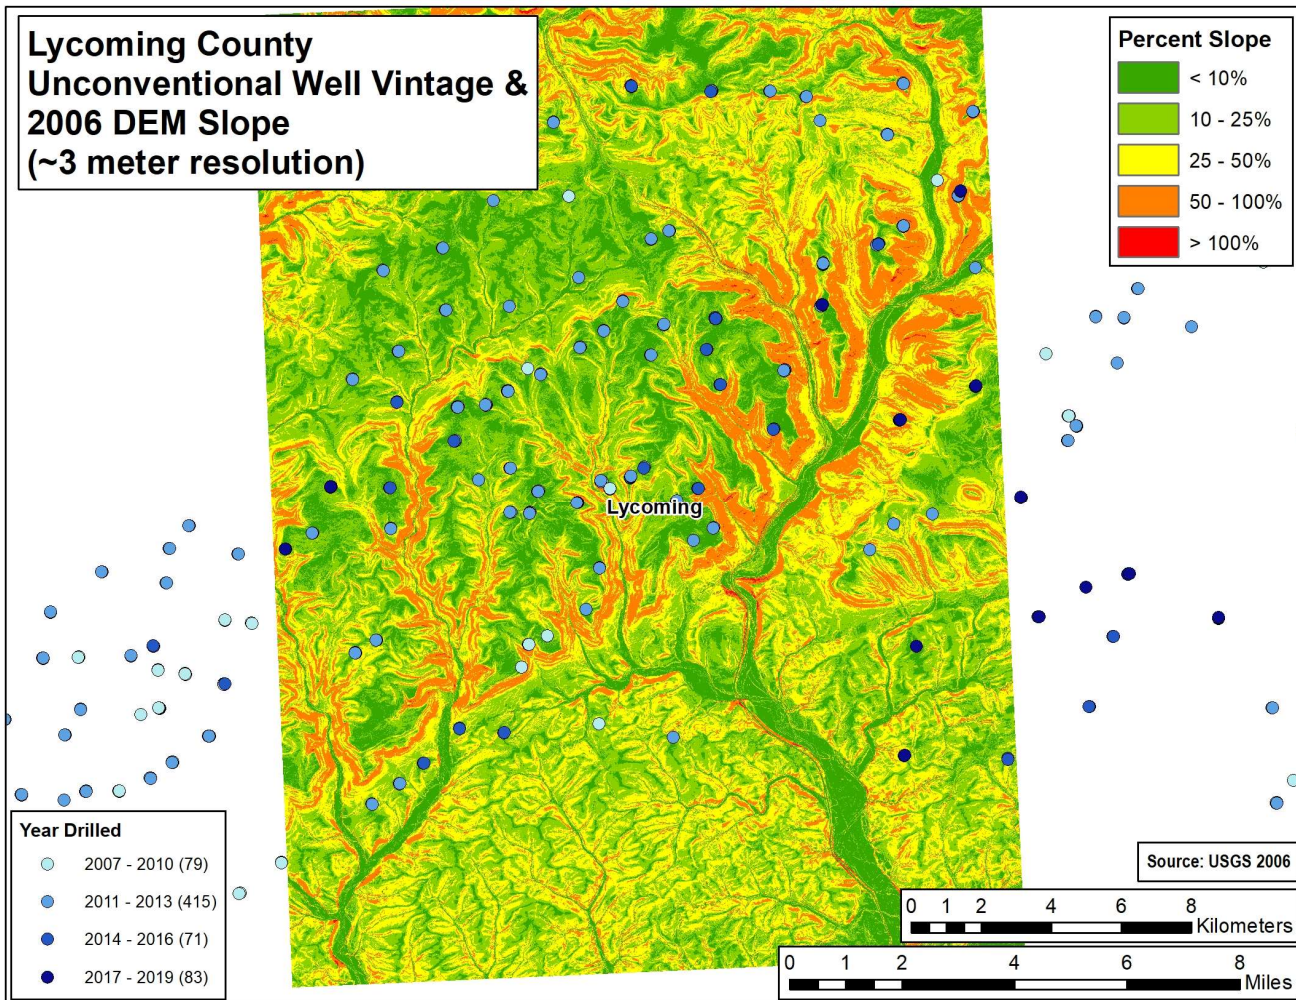 Lycoming County
Unconventional Well Vintage &
2006 DEM Slope
(~3 meter resolution)
Percent Slope
< 10%
10 - 25%
25 - 50%
50 - 100%
> 100%
Lycoming
Year Drilled
2007 - 2010 (79)
2011 - 2013 (415)
2014 - 2016 (71)
2017 - 2019 (83)
Source: USGS 2006
0 1 2 4 6 8
Kilometers
0 1 2 4 6 8
Miles